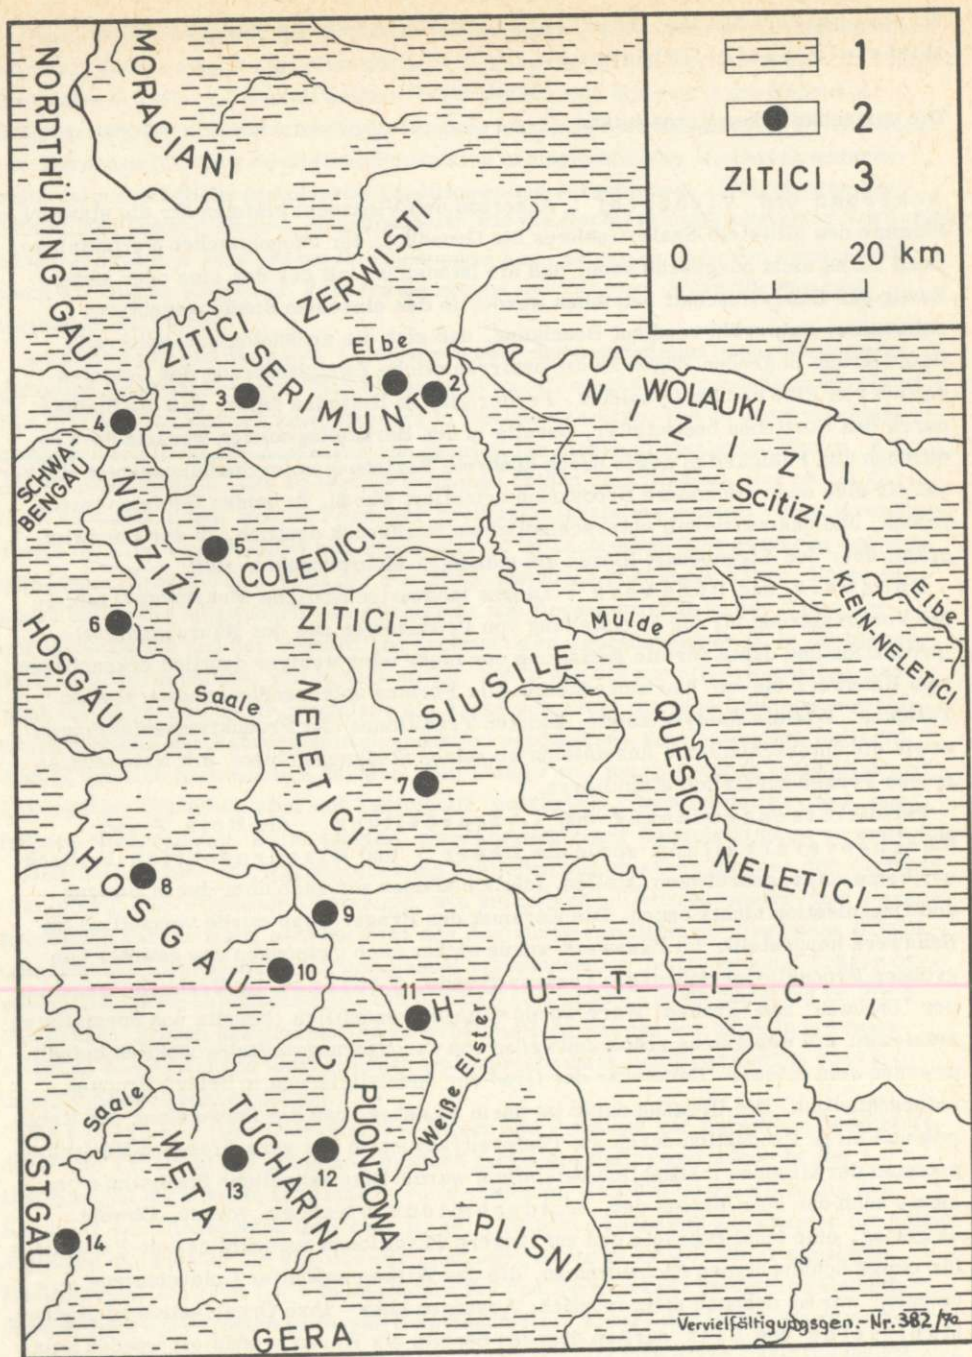 1
2
ZITICI 3
0 20 km
NORDTHÜRING GAU
MORACIANI
ZERWISTI
ZITICI
SERIMUNT
Elbe
1
2
3
4
WOLAUKI
NIZIZI
Scitizi
SCHWA-
BENGAU
NUDZIŹI
5
COLEDICI
ZITICI
KLEIN-NELETICI
Elbe
6
HOSGAU
Mulde
Saale
NELETICI
SIUSILE
QUESICI
7
NELETICI
HOSGAU
8
9
10
11
HUTICI
C
Weiße Elster
Saale
OSTGAU
WETA
TUCHARIN
PUONZOWA
12
13
14
PLISNI
GERA
Vervielfältigungsgen.-Nr. 382/70